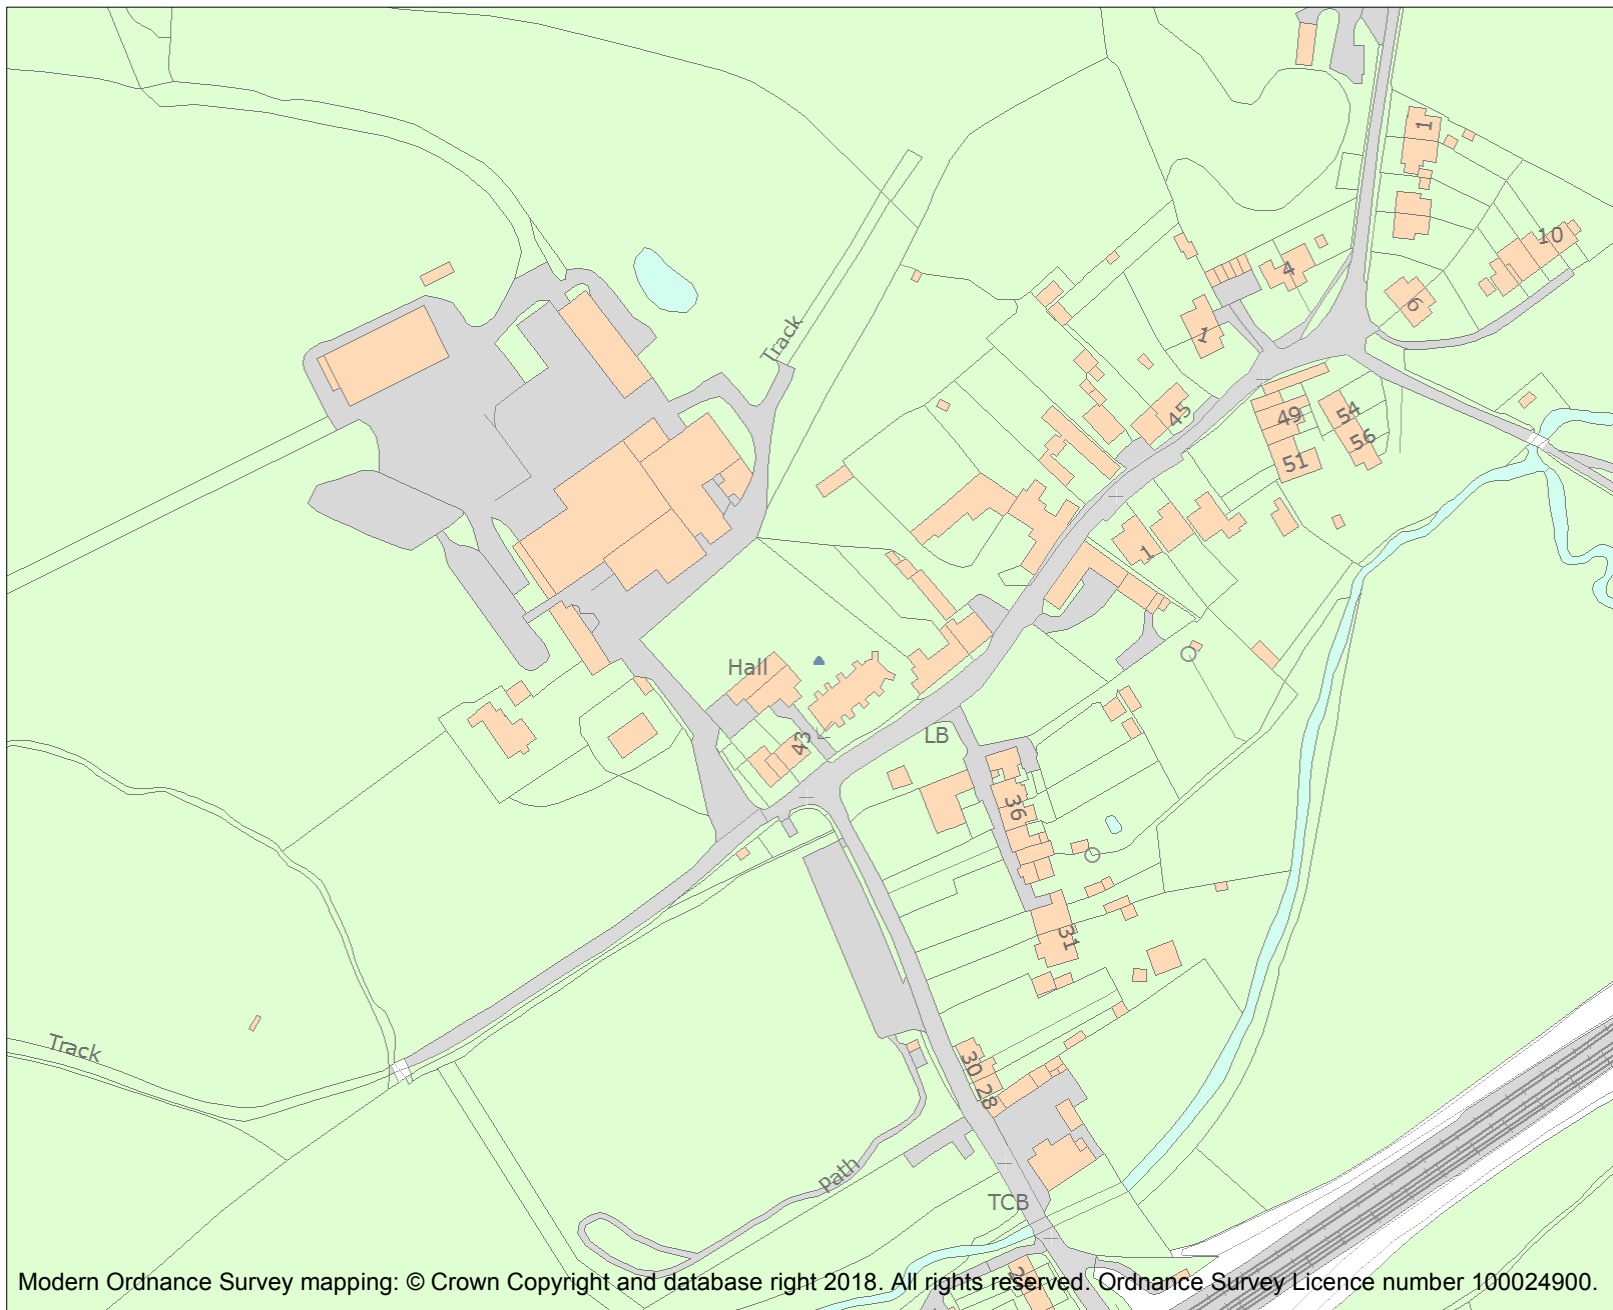 1
10
4
6
1
Track
45
49
54
56
51
1
Hall
43
LB
36
31
Track
30
28
Path
TCB
Modern Ordnance Survey mapping: © Crown Copyright and database right 2018. All rights reserved. Ordnance Survey Licence number 100024900.